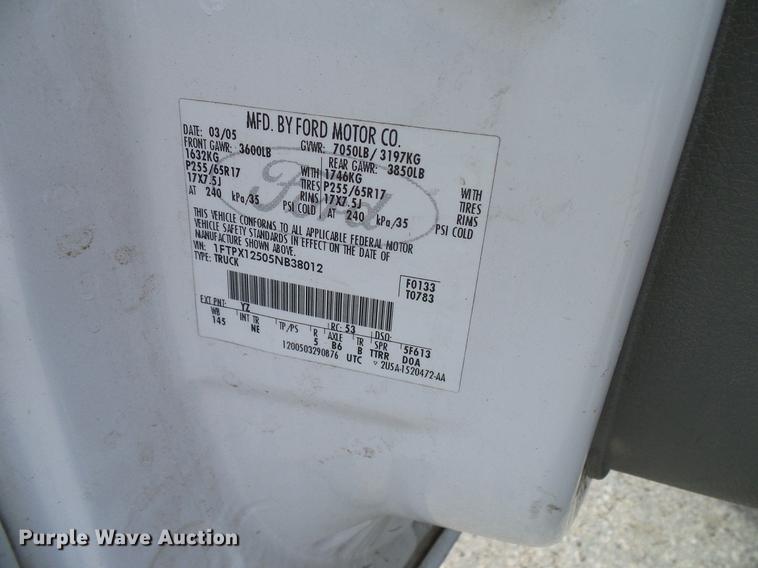 MFD. BY FORD MOTOR CO.
DATE: 03/05 GVWR: 7050LB/ 3197KG
FRONT GAWR: 3600LB REAR GAWR: 3850LB
1632KG 1746KG WITH
P255/65R17 TIRES P255/65R17 TIRES
17X7.5J RIMS 17X7.5J RIMS
AT 240 kPa/35 PSI COLD AT 240 kPa/35 PSI COLD
THIS VEHICLE CONFORMS TO ALL APPLICABLE FEDERAL MOTOR
VEHICLE SAFETY STANDARDS IN EFFECT ON THE DATE OF
MANUFACTURE SHOWN ABOVE.
VIN: 1FTPX12505NB38012
TYPE: TRUCK
F0133
T0783
EXT PNT: YZ RC: 53 DSO:
WB INT TR TP/PS R AXLE TR SPR 5F613
145 NE 5 B6 B TTRR DOA
1200503290876 UTC 2U5A-1520472-AA
Ford
Purple Wave Auction®